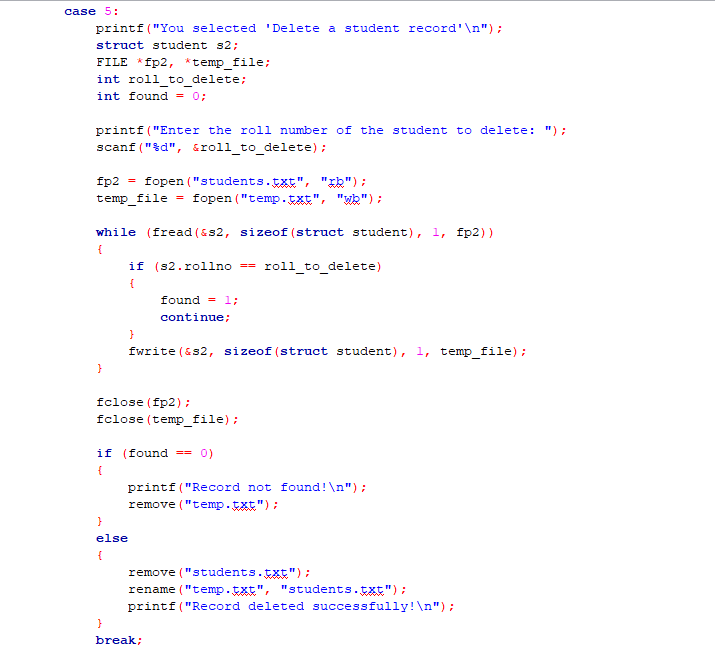 case 5:
printf("You selected 'Delete a student record'\n");
struct student s2;
FILE *fp2, *temp_file;
int roll_to_delete;
int found = 0;
printf("Enter the roll number of the student to delete: ");
scanf("%d", &roll_to_delete);
fp2 = fopen("students.txt", "rb");
temp_file = fopen("temp.txt", "wb");
while (fread(&s2, sizeof(struct student), 1, fp2))
{
if (s2.rollno == roll_to_delete)
{
found = 1;
continue;
}
fwrite(&s2, sizeof(struct student), 1, temp_file);
}
fclose(fp2);
fclose(temp_file);
if (found == 0)
{
printf("Record not found!\n");
remove("temp.txt");
}
else
{
remove("students.txt");
rename("temp.txt", "students.txt");
printf("Record deleted successfully!\n");
}
break;